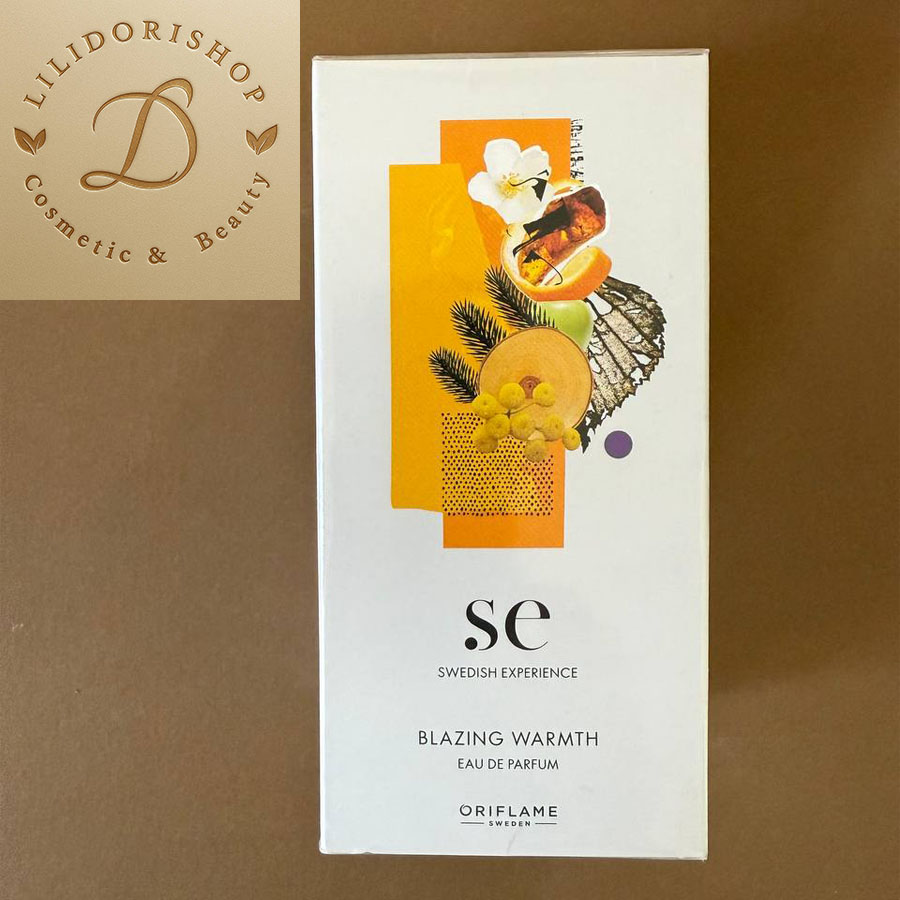 LILIDORISHOP
D
Cosmetic & Beauty
se
SWEDISH EXPERIENCE
BLAZING WARMTH
EAU DE PARFUM
ORIFLAME
SWEDEN